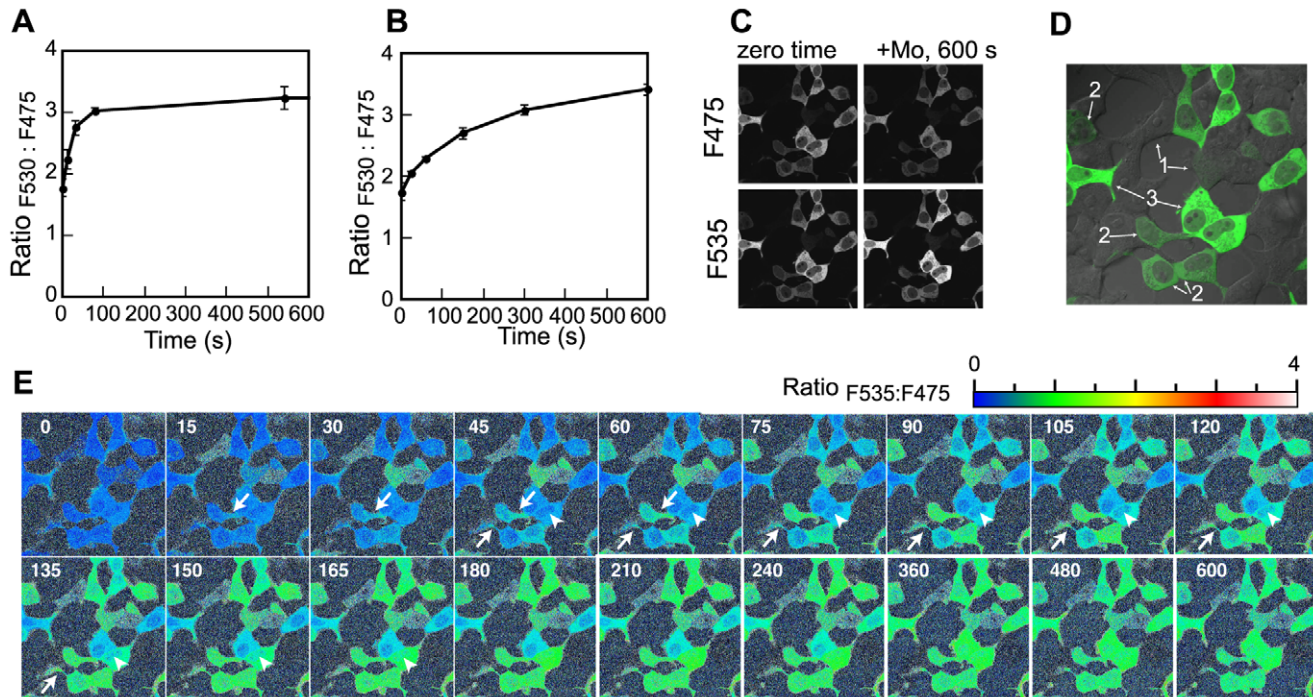 A
Ratio F530 : F475
4
3
2
1
0
0 100 200 300 400 500 600
Time (s)
B
Ratio F530 : F475
4
3
2
1
0
0 100 200 300 400 500 600
Time (s)
C
zero time +Mo, 600 s
F475
F535
D
2
1
3
2
2
E
Ratio F535:F475
0 4
0 15 30 45 60 75 90 105 120
135 150 165 180 210 240 360 480 600